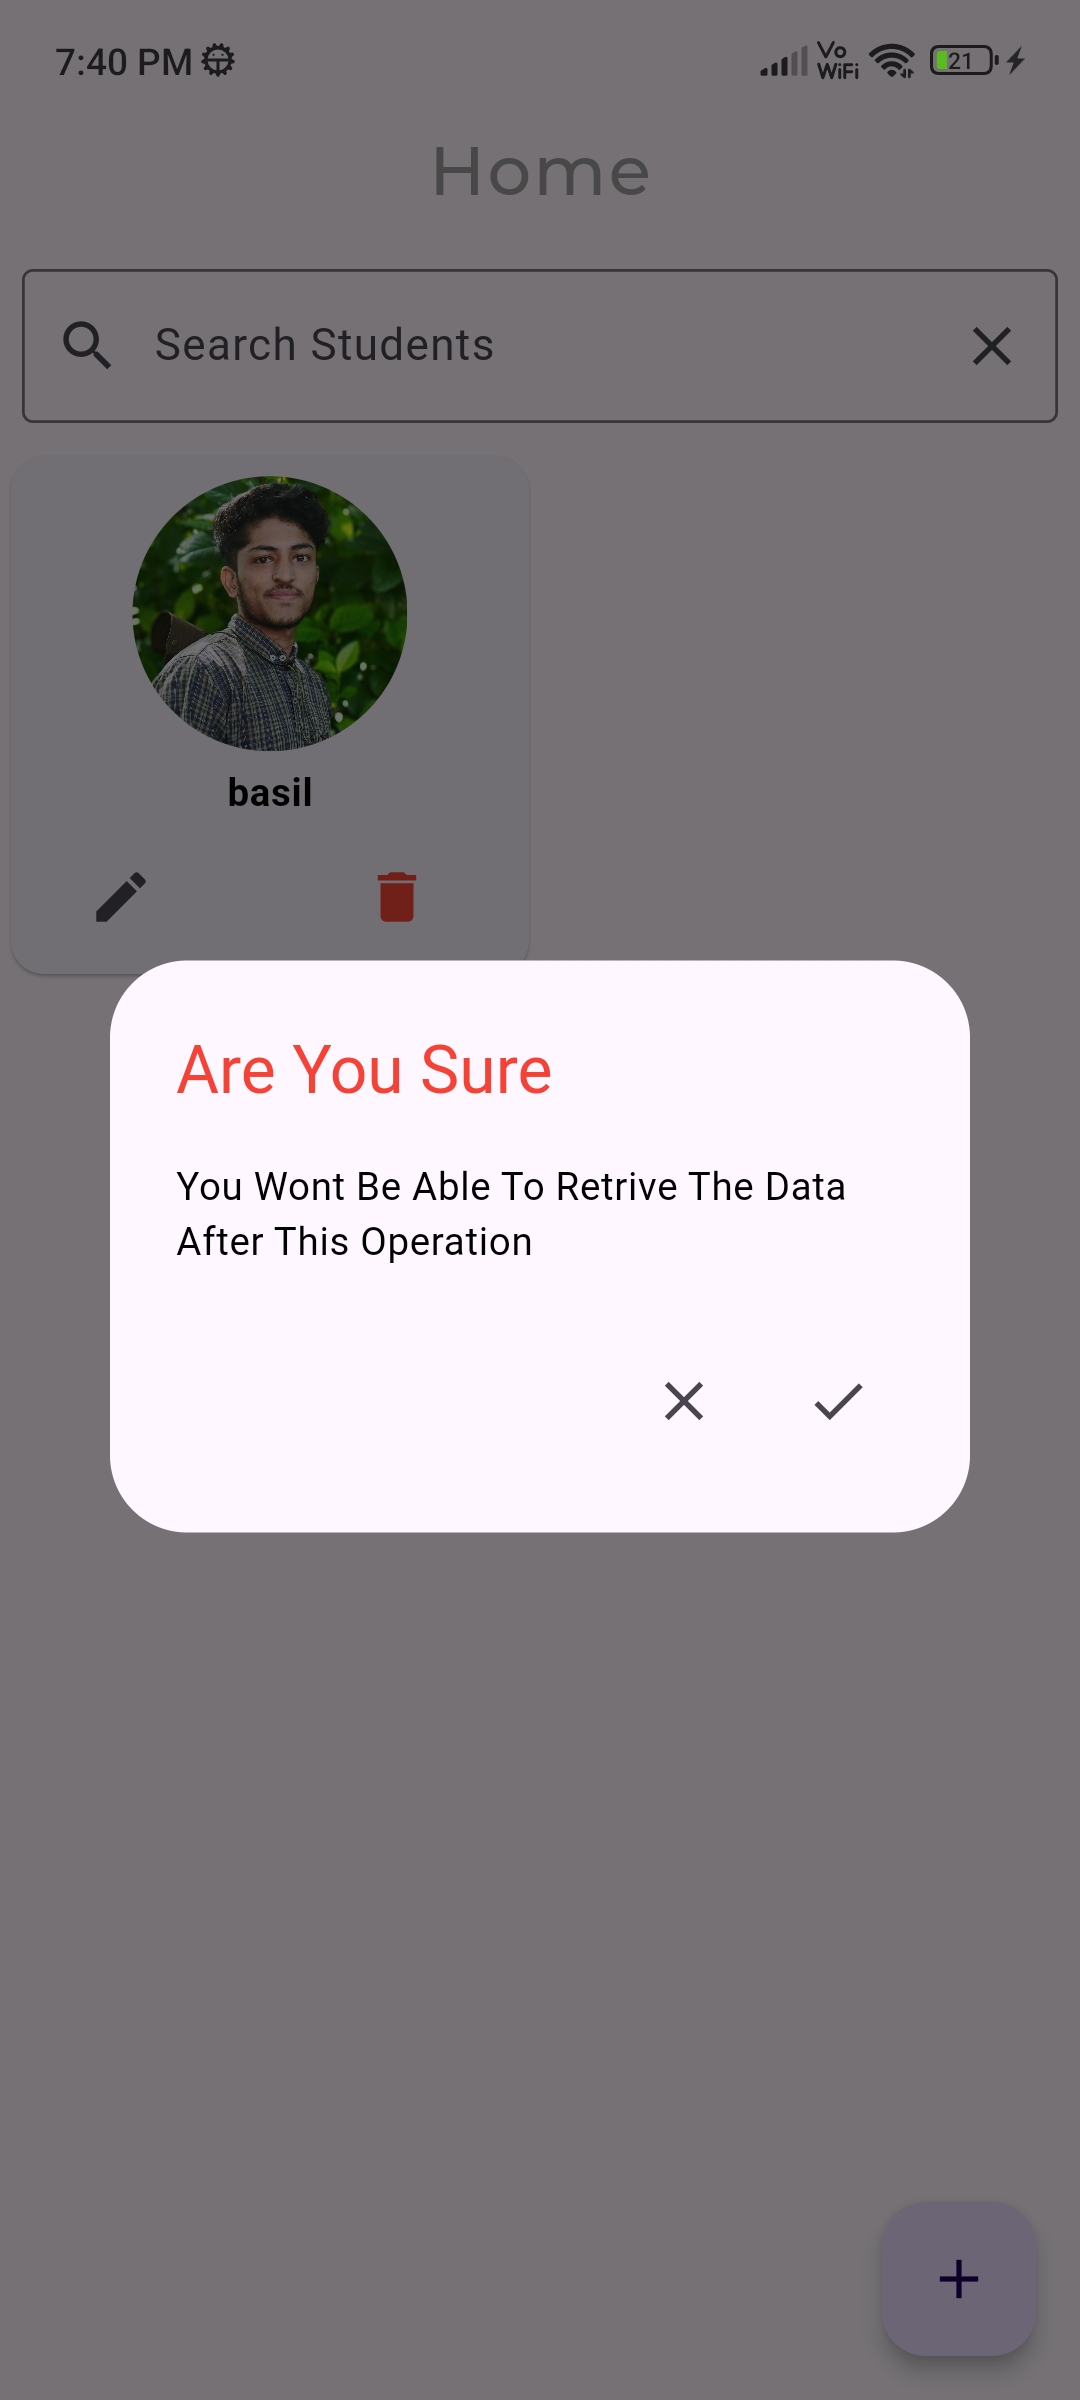 7:40 PM
Vo
WiFi
21
Home
Search Students
basil
Are You Sure
You Wont Be Able To Retrive The Data
After This Operation